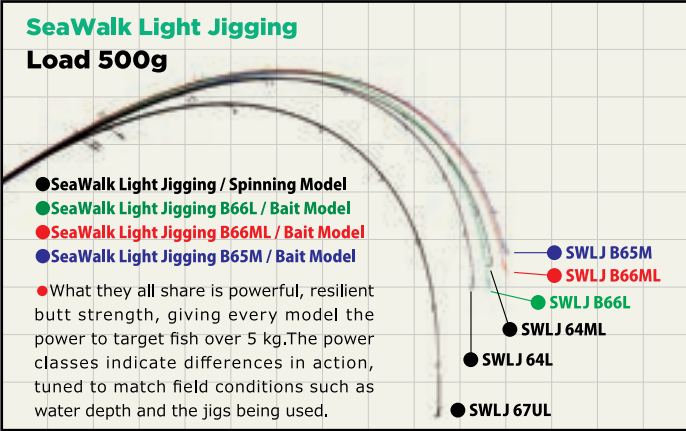 SeaWalk Light Jigging
Load 500g
●SeaWalk Light Jigging / Spinning Model
●SeaWalk Light Jigging B66L / Bait Model
●SeaWalk Light Jigging B66ML / Bait Model
●SeaWalk Light Jigging B65M / Bait Model
●What they all share is powerful, resilient
butt strength, giving every model the
power to target fish over 5 kg.The power
classes indicate differences in action,
tuned to match field conditions such as
water depth and the jigs being used.
SWLJ B65M
SWLJ B66ML
SWLJ B66L
SWLJ 64ML
SWLJ 64L
SWLJ 67UL